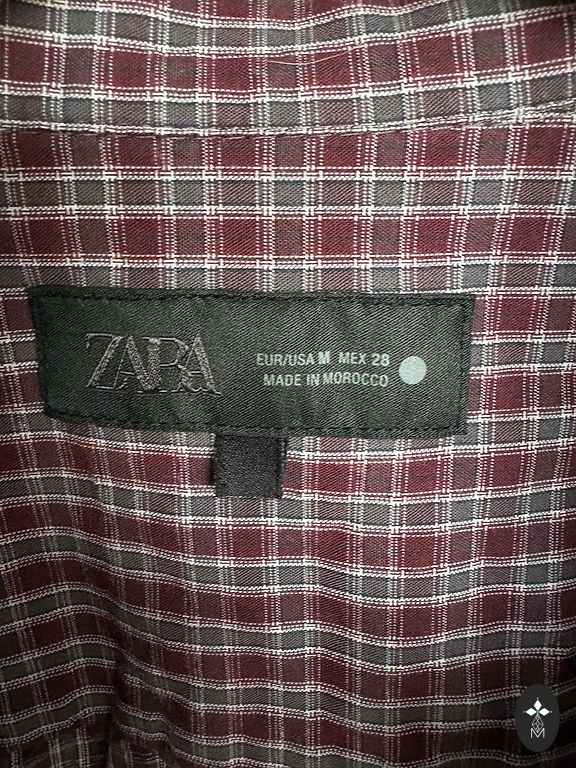 ZARA
EUR/USA M MEX 28
MADE IN MOROCCO
M